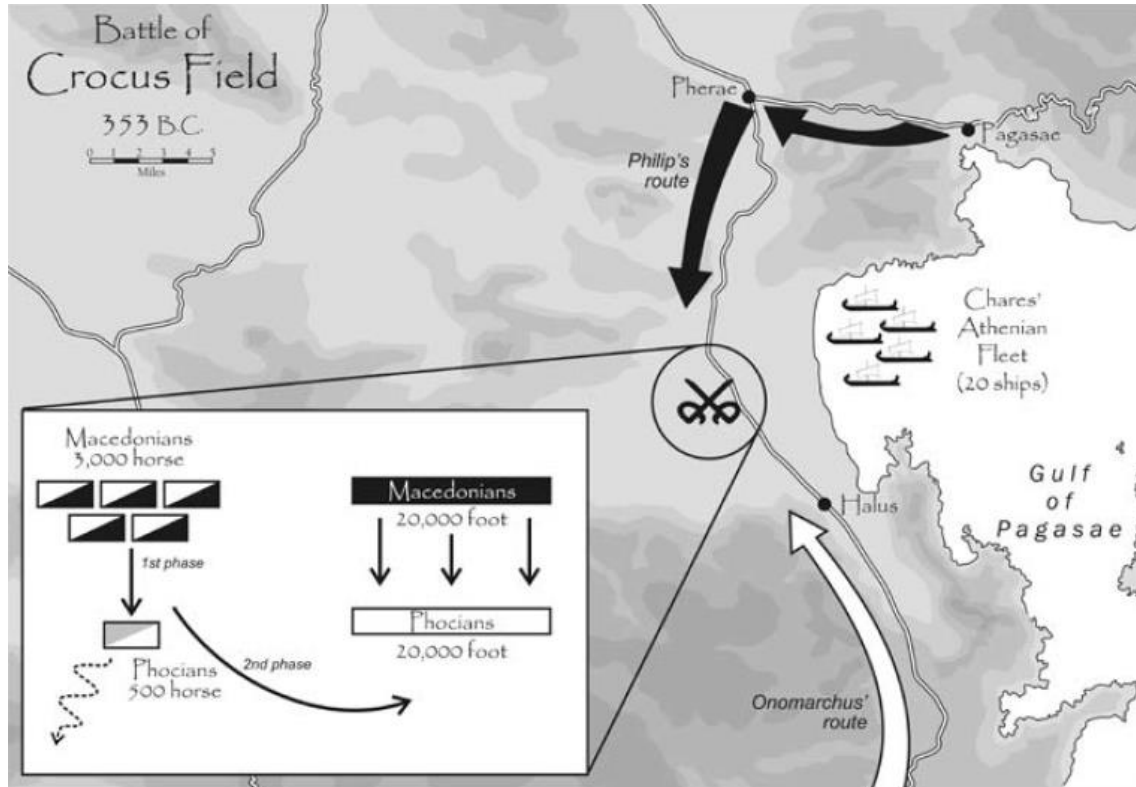 Battle of
Crocus Field
353 B.C.
0 1 2 3 4 5
Miles
Pherae
Pagasae
Philip's
route
Chares'
Athenian
Fleet
(20 ships)
Gulf
of
Pagasae
Halus
Onomarchus'
route
Macedonians
3,000 horse
1st phase
Phocians
500 horse
2nd phase
Macedonians
20,000 foot
Phocians
20,000 foot